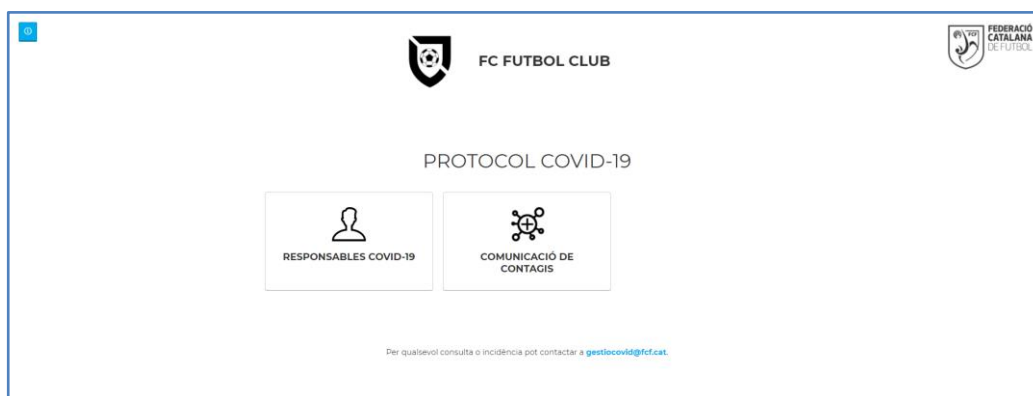 FC FUTBOL CLUB
FCF
FEDERACIÓ
CATALANA
DE FUTBOL
PROTOCOL COVID-19
RESPONSABLES COVID-19
COMUNICACIÓ DE
CONTAGIS
Per qualsevol consulta o incidència pot contactar a gestiocovid@fcf.cat.